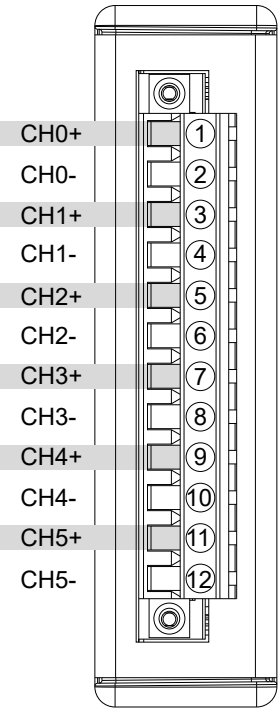 CH0+ 1
CH0- 2
CH1+ 3
CH1- 4
CH2+ 5
CH2- 6
CH3+ 7
CH3- 8
CH4+ 9
CH4- 10
CH5+ 11
CH5- 12